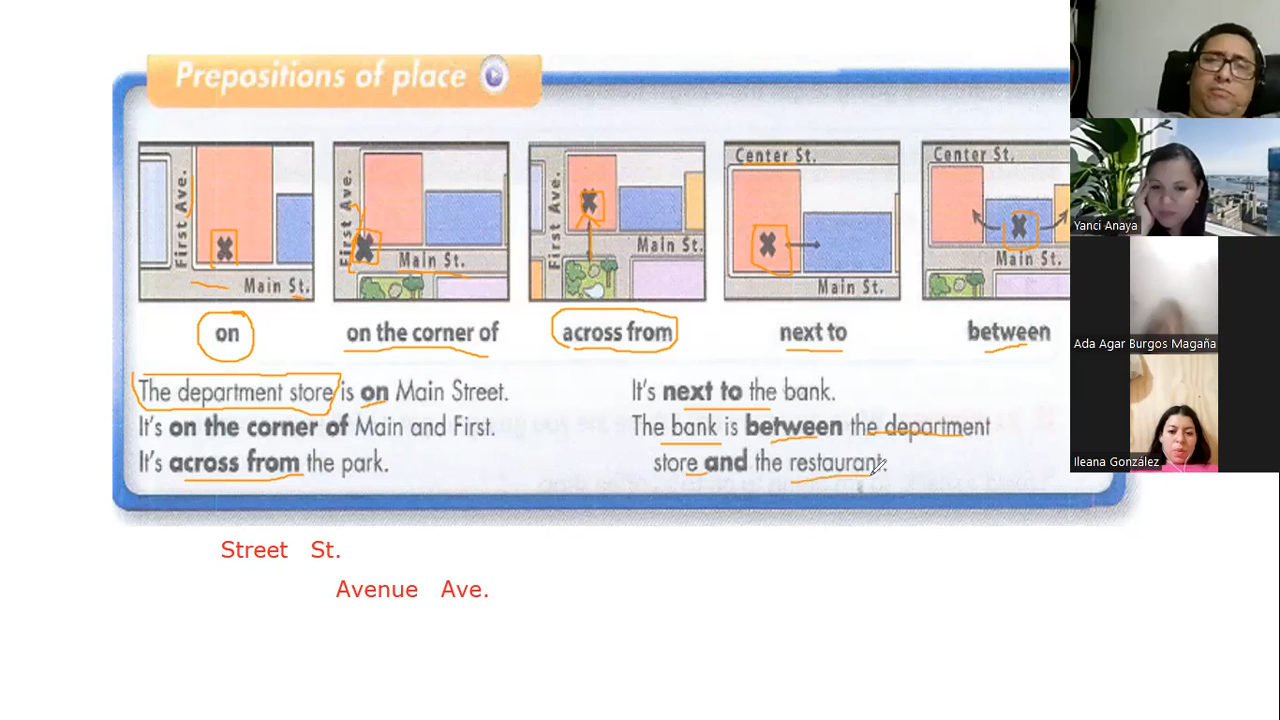 Prepositions of place
First Ave.
Main St.
First Ave.
Main St.
First Ave.
Main St.
Center St.
Main St.
Center St.
Main St.
on
on the corner of
across from
next to
between
The department store is on Main Street.
It's on the corner of Main and First.
It's across from the park.
It's next to the bank.
The bank is between the department
store and the restaurant.
Street St.
Avenue Ave.
Yanci Anaya
Ada Agar Burgos Magaña
Ileana González